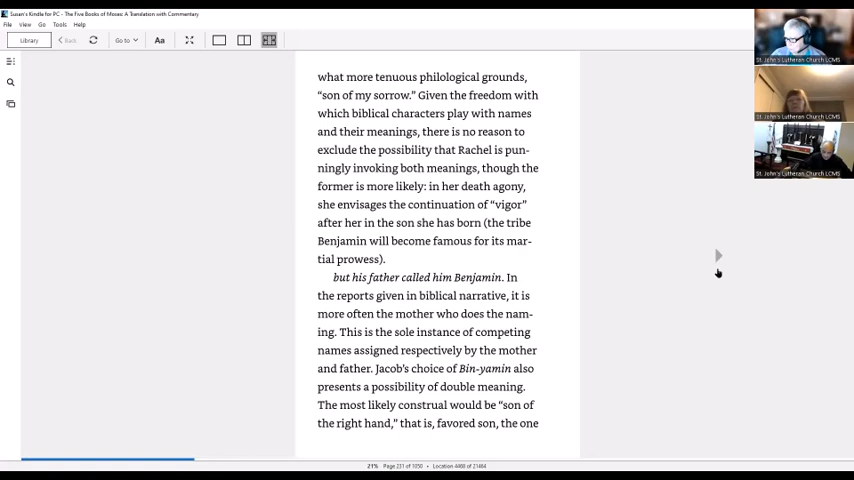 Susan's Kindle for PC - The Five Books of Moses: A Translation with Commentary
File View Go Tools Help
Library Back Go to Aa
what more tenuous philological grounds,
“son of my sorrow.” Given the freedom with
which biblical characters play with names
and their meanings, there is no reason to
exclude the possibility that Rachel is pun-
ningly invoking both meanings, though the
former is more likely: in her death agony,
she envisages the continuation of “vigor”
after her in the son she has born (the tribe
Benjamin will become famous for its mar-
tial prowess).
but his father called him Benjamin. In
the reports given in biblical narrative, it is
more often the mother who does the nam-
ing. This is the sole instance of competing
names assigned respectively by the mother
and father. Jacob’s choice of Bin-yamin also
presents a possibility of double meaning.
The most likely construal would be “son of
the right hand,” that is, favored son, the one
21% Page 231 of 1050 • Location 4488 of 21464
St. John's Lutheran Church LCMS
St. John's Lutheran Church LCMS
St. John's Lutheran Church LCMS